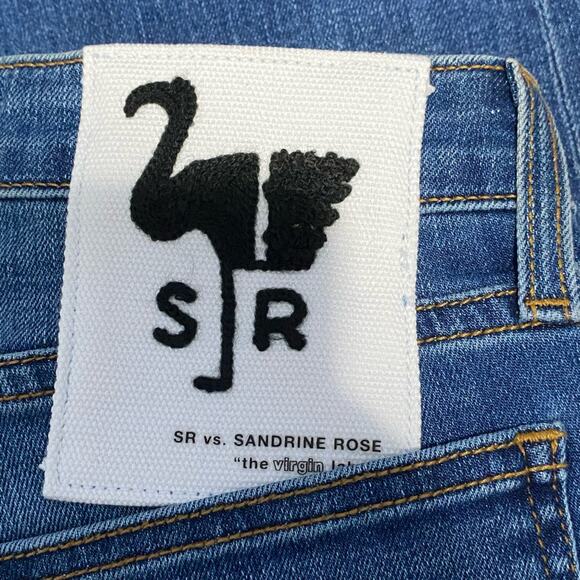 S R
SR vs. SANDRINE ROSE
"the virgin